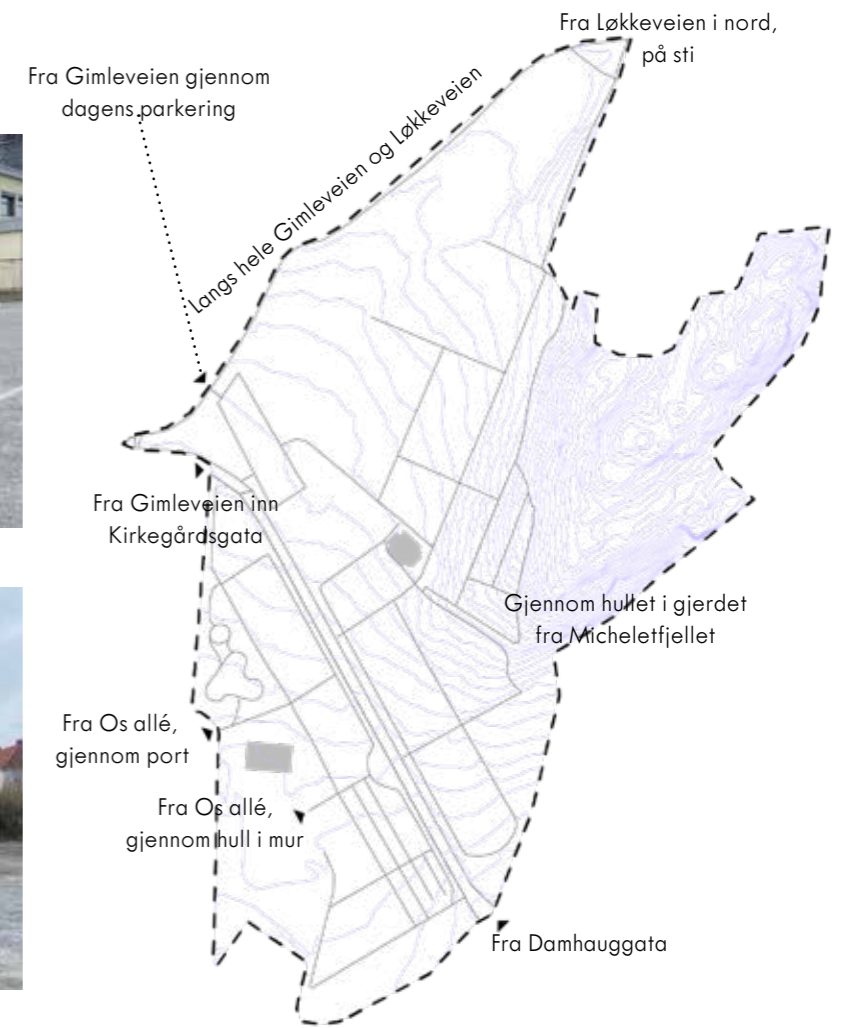 Fra Løkkeveien i nord,
på sti
Fra Gimleveien gjennom
dagens parkering
Langs hele Gimleveien og Løkkeveien
Fra Gimleveien inn
Kirkegårdsgata
Gjennom hullet i gjerdet
fra Micheletfjellet
Fra Os allé,
gjennom port
Fra Os allé,
gjennom hull i mur
Fra Damhauggata